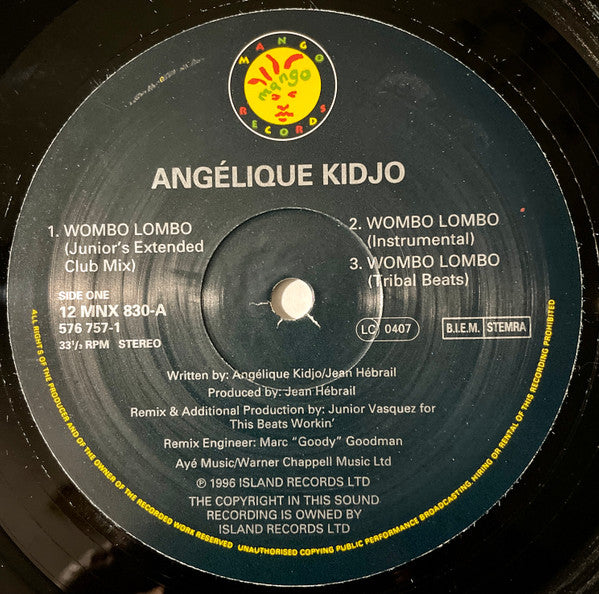 MANGO
mango
RECORDS
ANGÉLIQUE KIDJO
1. WOMBO LOMBO
(Junior's Extended
Club Mix)
2. WOMBO LOMBO
(Instrumental)
3. WOMBO LOMBO
(Tribal Beats)
SIDE ONE
12 MNX 830-A
576 757-1
33⅓ RPM STEREO
LC 0407
B.I.E.M. STEMRA
Written by: Angélique Kidjo/Jean Hébrail
Produced by: Jean Hébrail
Remix & Additional Production by: Junior Vasquez for
This Beats Workin'
Remix Engineer: Marc "Goody" Goodman
Ayé Music/Warner Chappell Music Ltd
℗ 1996 ISLAND RECORDS LTD
THE COPYRIGHT IN THIS SOUND
RECORDING IS OWNED BY
ISLAND RECORDS LTD
ALL RIGHTS OF THE PRODUCER AND OF THE OWNER OF THE RECORDED WORK RESERVED UNAUTHORISED COPYING PUBLIC PERFORMANCE BROADCASTING, HIRING OR RENTAL OF THIS RECORDING PROHIBITED